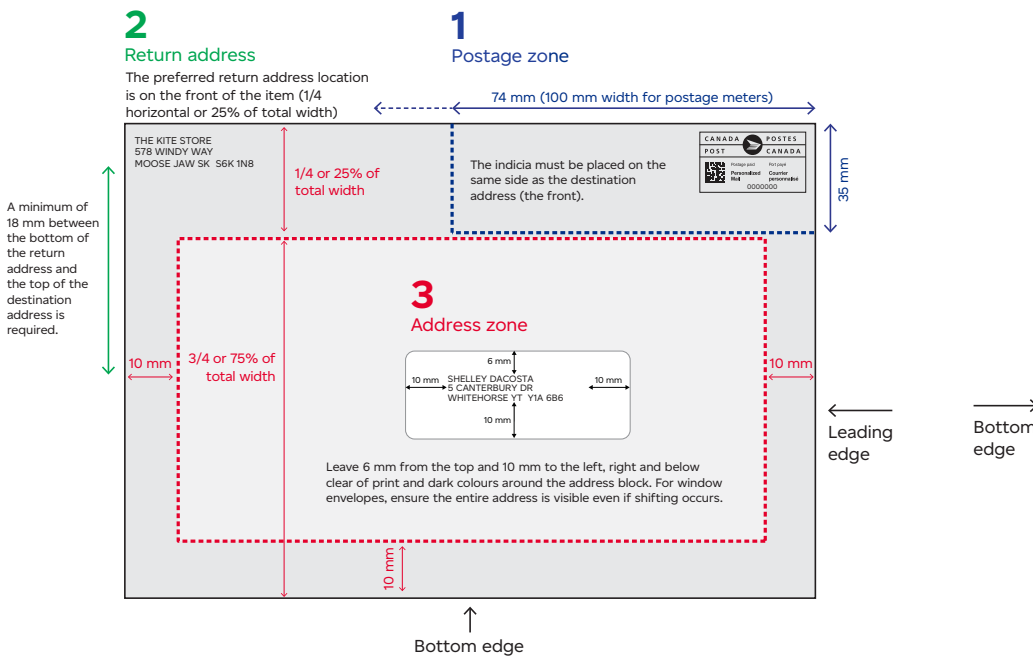 2
Return address
The preferred return address location
is on the front of the item (1/4
horizontal or 25% of total width)
1
Postage zone
74 mm (100 mm width for postage meters)
THE KITE STORE
578 WINDY WAY
MOOSE JAW SK  S6K 1N8
1/4 or 25% of
total width
The indicia must be placed on the
same side as the destination
address (the front).
CANADA POSTES
POST CANADA
Postage paid Port payé
Personalized Courrier
Mail personnalisé
0000000
35 mm
A minimum of
18 mm between
the bottom of
the return
address and
the top of the
destination
address is
required.
3
Address zone
10 mm
3/4 or 75% of
total width
10 mm
6 mm
10 mm
SHELLEY DACOSTA
5 CANTERBURY DR
WHITEHORSE YT  Y1A 6B6
10 mm
10 mm
Leave 6 mm from the top and 10 mm to the left, right and below
clear of print and dark colours around the address block. For window
envelopes, ensure the entire address is visible even if shifting occurs.
10 mm
Leading
edge
Bottom
edge
Bottom edge